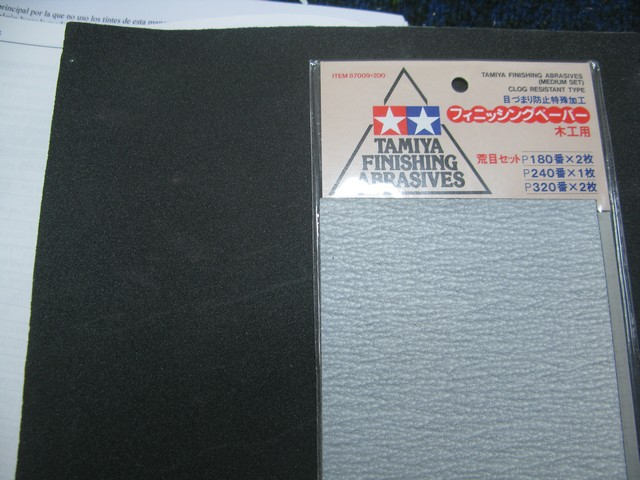 principal por la que no uso los tintes de esta
ITEM 87009×200
TAMIYA FINISHING ABRASIVES
(MEDIUM SET)
CLOG RESISTANT TYPE
目づまり防止特殊加工
フィニッシングペーパー
木工用
TAMIYA
FINISHING
ABRASIVES
荒目セット P180番×2枚
P240番×1枚
P320番×2枚